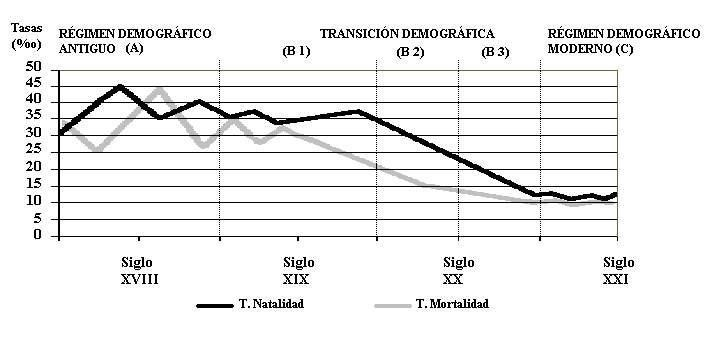 Tasas
(‰o)
RÉGIMEN DEMOGRÁFICO
ANTIGUO (A)
TRANSICIÓN DEMOGRÁFICA
(B 1) (B 2) (B 3)
RÉGIMEN DEMOGRÁFICO
MODERNO (C)
50
45
40
35
30
25
20
15
10
5
0
Siglo
XVIII
Siglo
XIX
Siglo
XX
Siglo
XXI
T. Natalidad T. Mortalidad